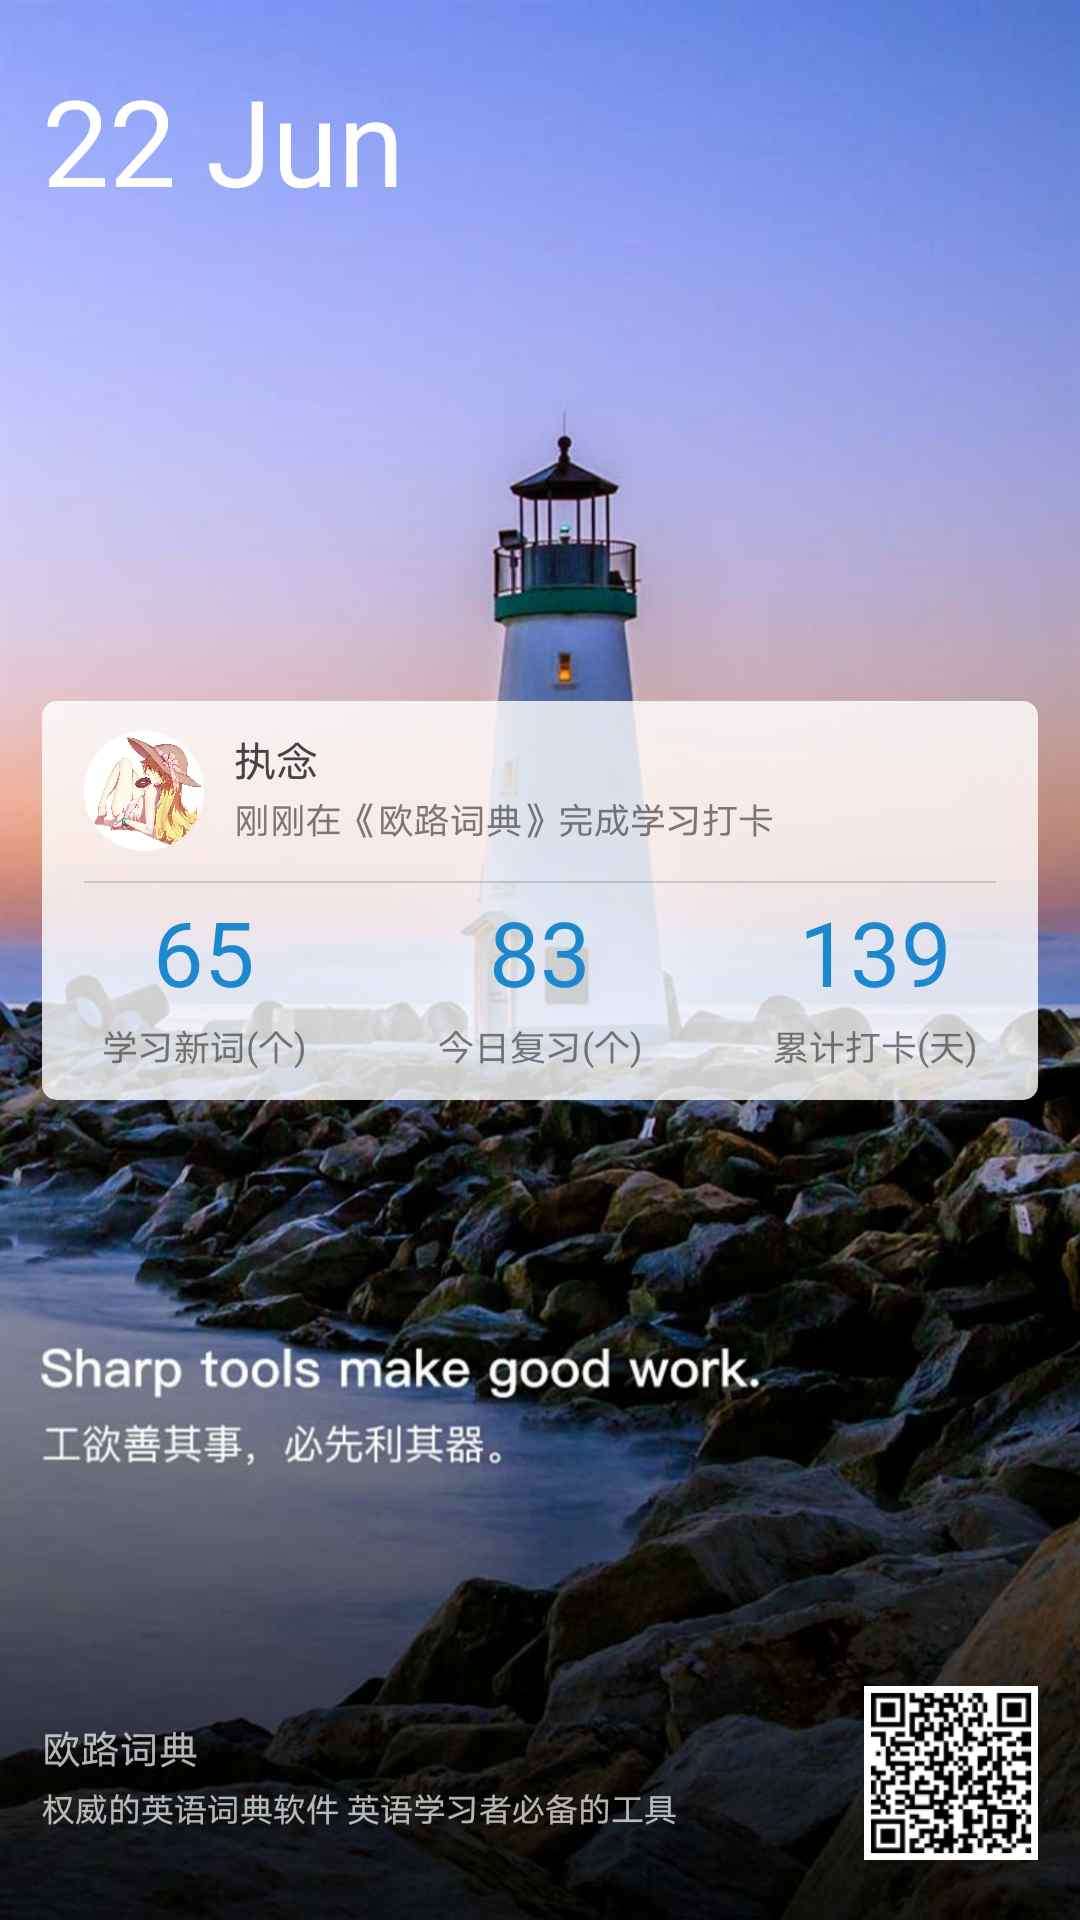 22 Jun
执念
刚刚在《欧路词典》完成学习打卡
65 83 139
学习新词(个) 今日复习(个) 累计打卡(天)
Sharp tools make good work.
工欲善其事，必先利其器。
欧路词典
权威的英语词典软件 英语学习者必备的工具